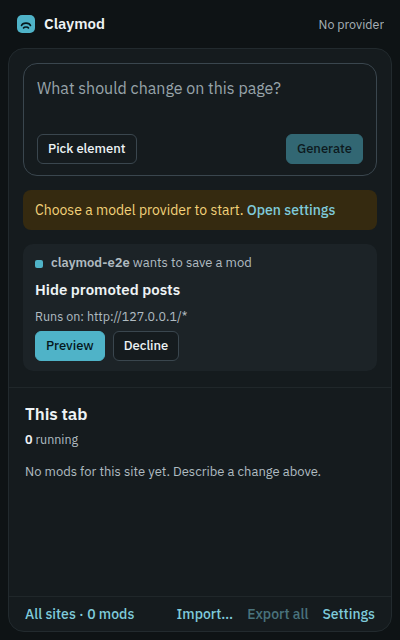 Claymod
No provider
What should change on this page?
Pick element
Generate
Choose a model provider to start. Open settings
claymod-e2e wants to save a mod
Hide promoted posts
Runs on: http://127.0.0.1/*
Preview
Decline
This tab
0 running
No mods for this site yet. Describe a change above.
All sites · 0 mods
Import...
Export all
Settings